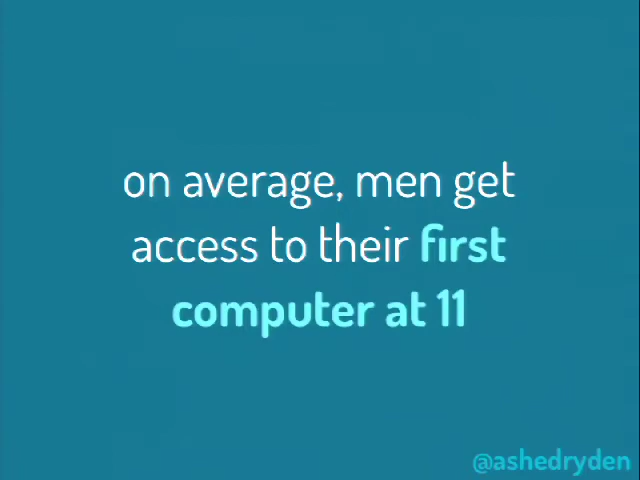 on average, men get
access to their first
computer at 11
@ashedryden